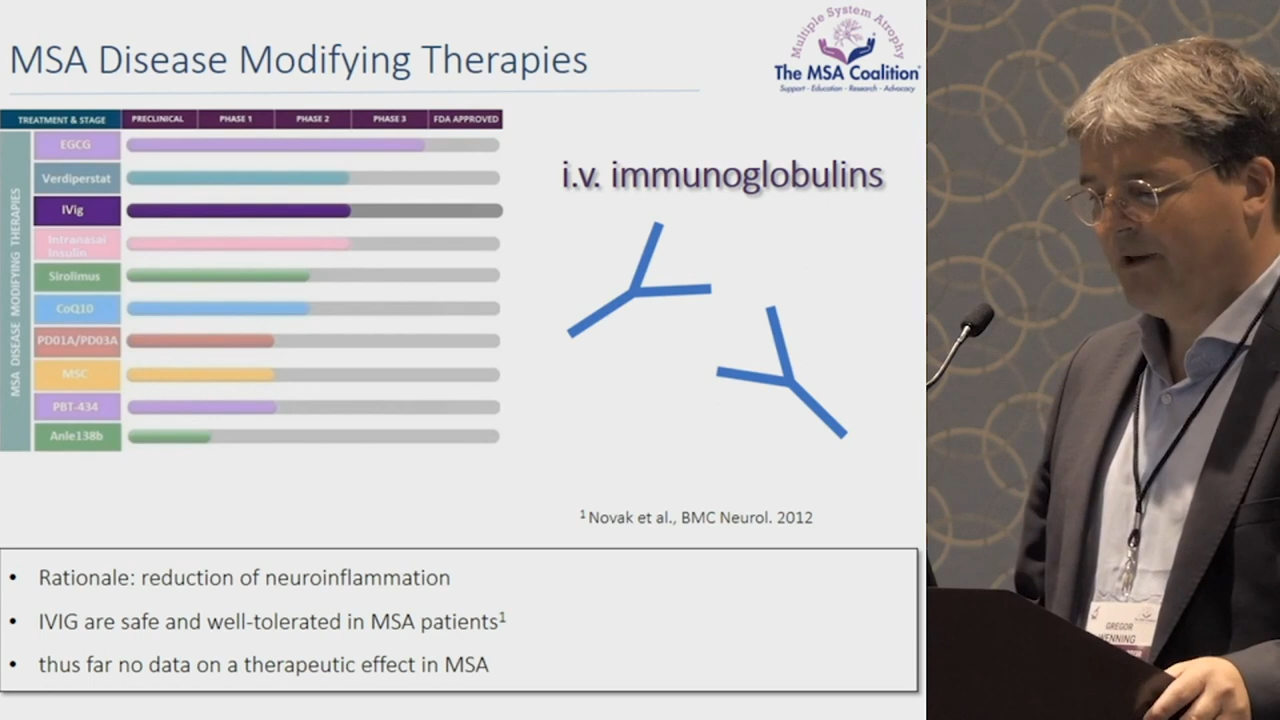 MSA Disease Modifying Therapies
Multiple System Atrophy
The MSA Coalition®
Support - Education - Research - Advocacy
TREATMENT & STAGE PRECLINICAL PHASE 1 PHASE 2 PHASE 3 FDA APPROVED
MSA DISEASE MODIFYING THERAPIES
EGCG
Verdiperstat
IVig
Intranasal
Insulin
Sirolimus
CoQ10
PD01A/PD03A
MSC
PBT-434
Anle138b
i.v. immunoglobulins
¹ Novak et al., BMC Neurol. 2012
• Rationale: reduction of neuroinflammation
• IVIG are safe and well-tolerated in MSA patients¹
• thus far no data on a therapeutic effect in MSA
GREGOR
WENNING